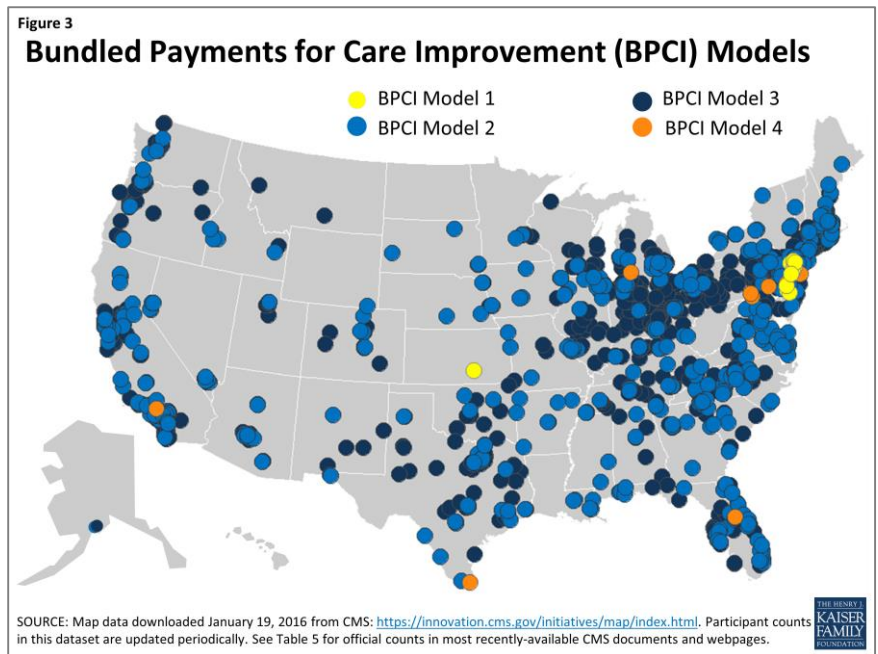 Figure 3
Bundled Payments for Care Improvement (BPCI) Models
BPCI Model 1
BPCI Model 3
BPCI Model 2
BPCI Model 4
SOURCE: Map data downloaded January 19, 2016 from CMS: https://innovation.cms.gov/initiatives/map/index.html. Participant counts
in this dataset are updated periodically. See Table 5 for official counts in most recently-available CMS documents and webpages.
THE HENRY J.
KAISER
FAMILY
FOUNDATION